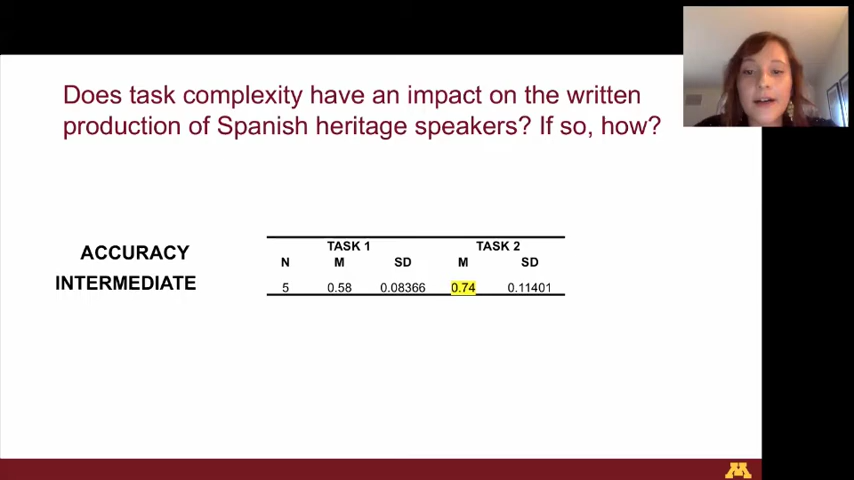 Does task complexity have an impact on the written
production of Spanish heritage speakers? If so, how?
ACCURACY
INTERMEDIATE
TASK 1 TASK 2
N M SD M SD
5 0.58 0.08366 0.74 0.11401
M